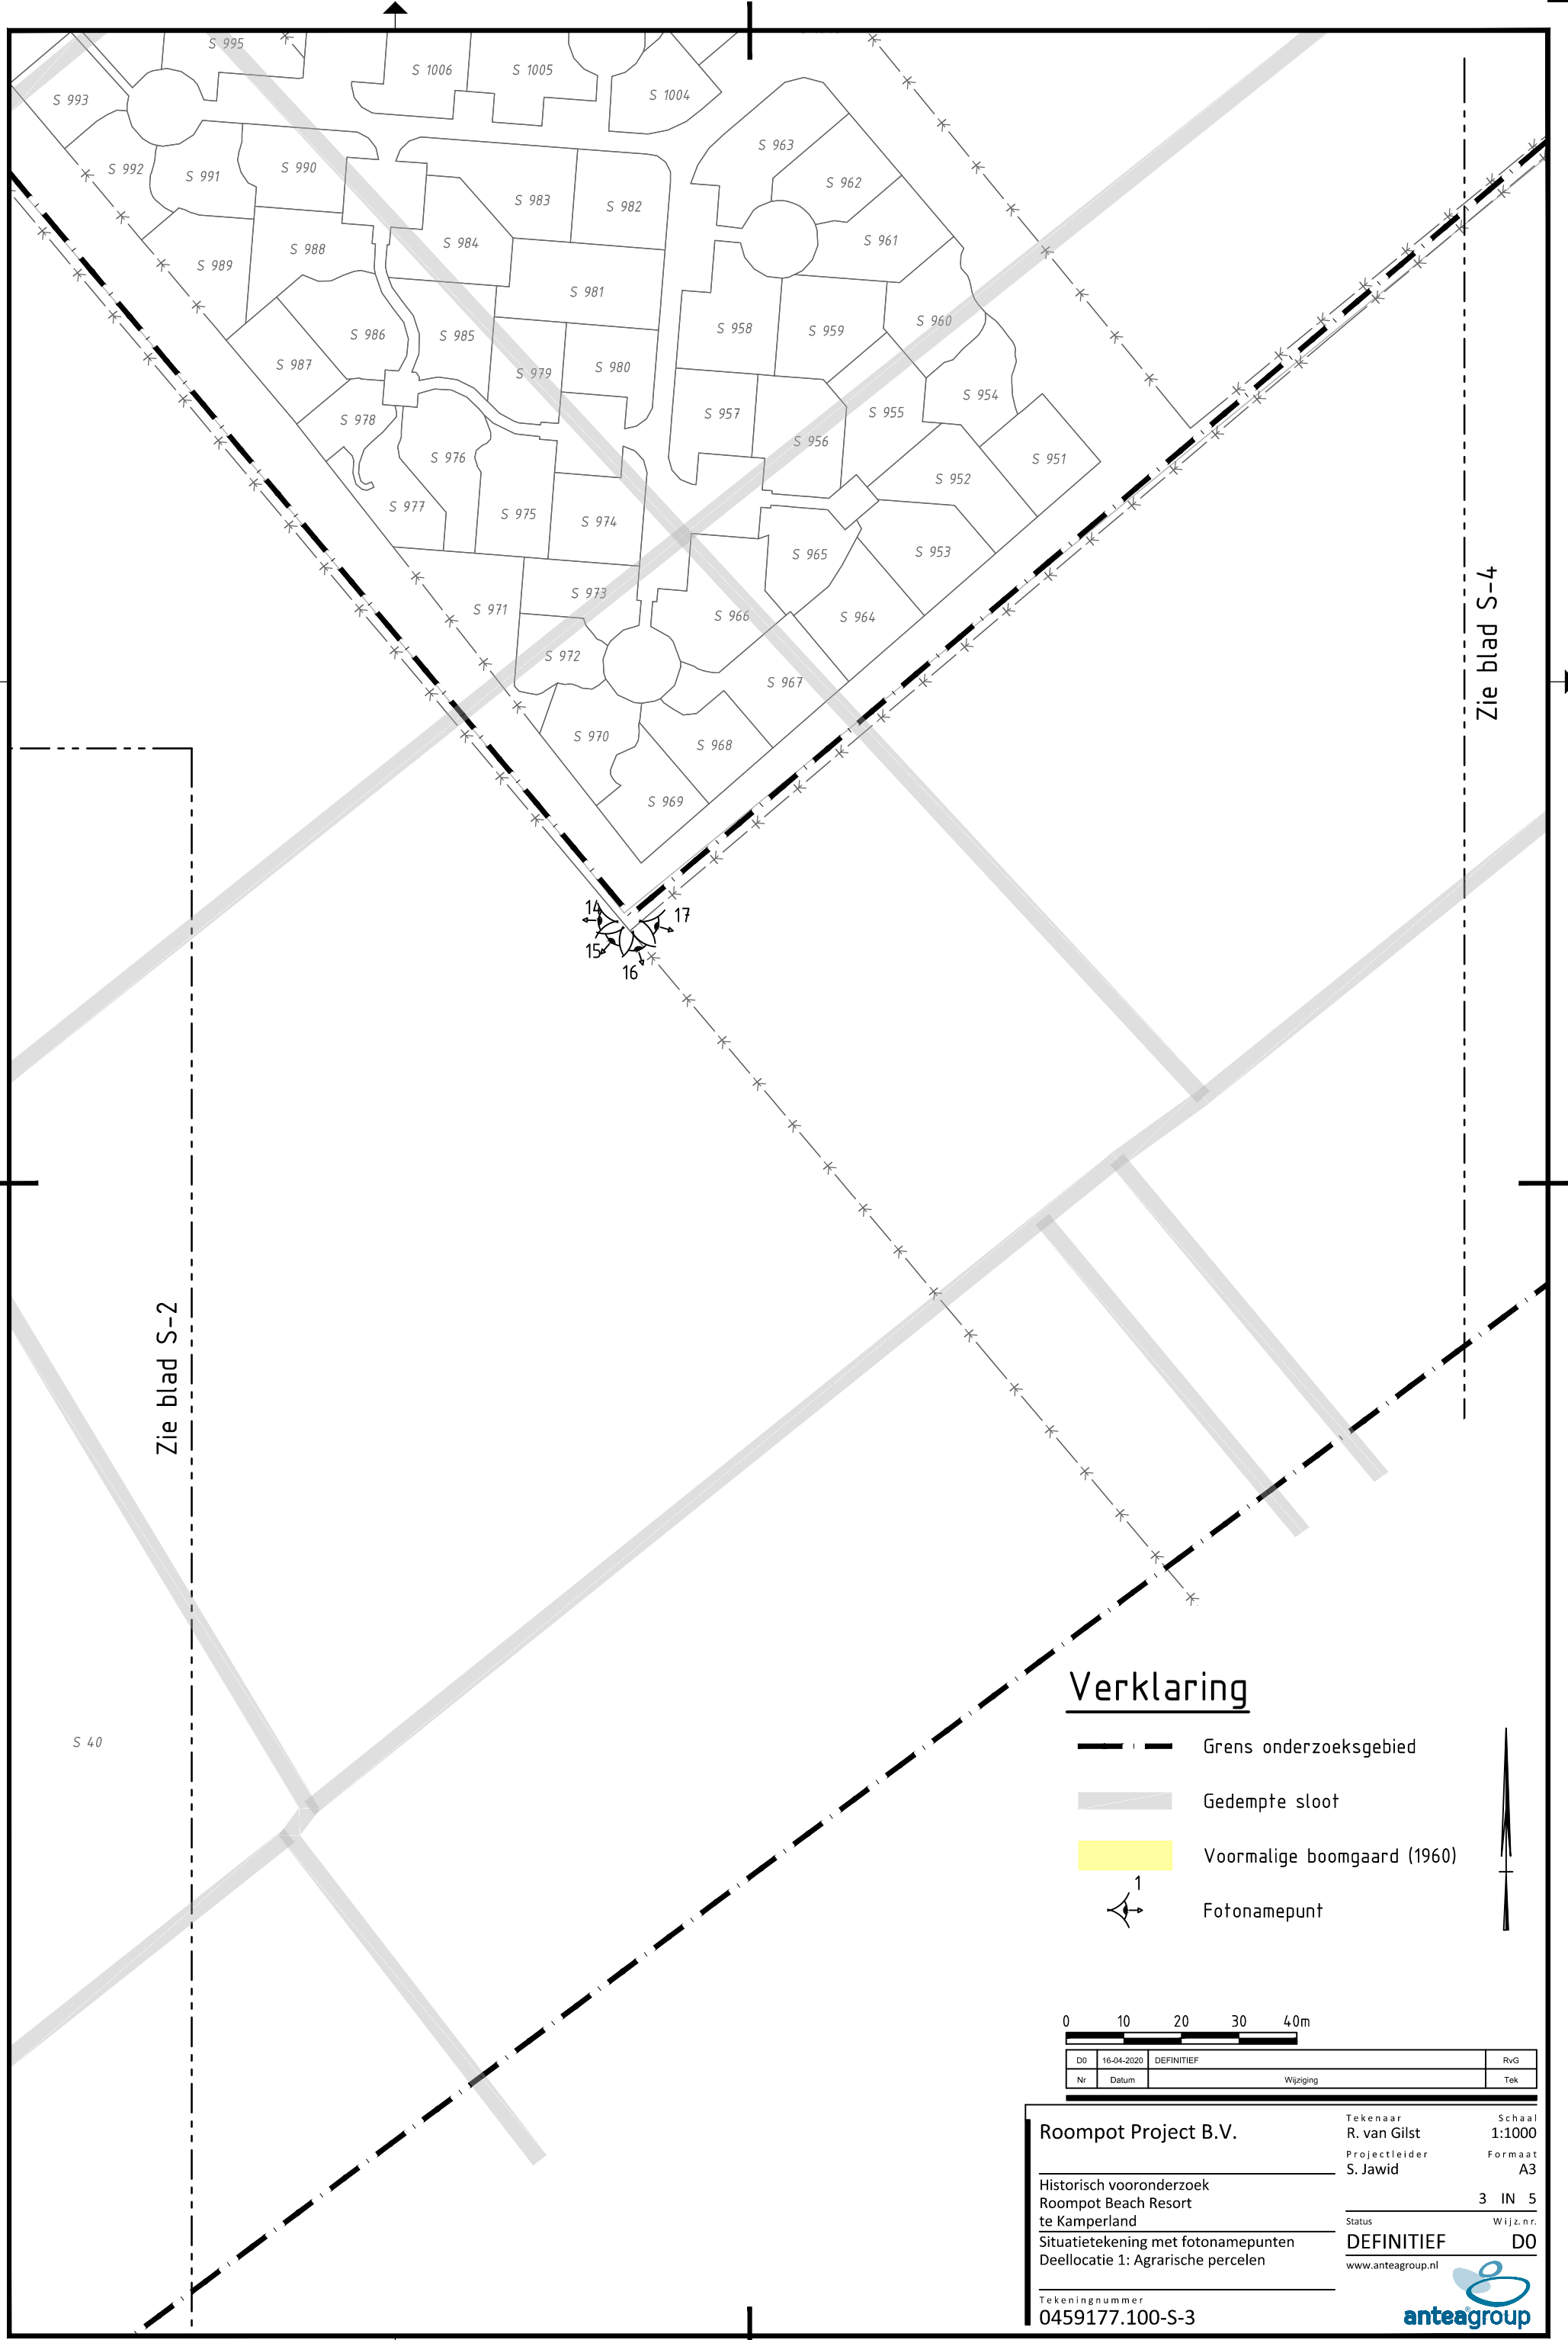 S 995
S 1006
S 1005
S 1004
S 993
S 963
S 992
S 991
S 990
S 962
S 983
S 982
S 984
S 961
S 988
S 989
S 981
S 960
S 986
S 985
S 958
S 959
S 987
S 979
S 980
S 954
S 978
S 957
S 955
S 956
S 976
S 951
S 952
S 977
S 975
S 974
S 965
S 953
S 973
S 971
S 966
S 964
S 972
S 967
S 970
S 968
S 969
Zie blad S-4
14
17
15
16
Zie blad S-2
S 40
Verklaring
Grens onderzoeksgebied
Gedempte sloot
Voormalige boomgaard (1960)
1
Fotonamepunt
0 10 20 30 40m
D0 16-04-2020 DEFINITIEF RvG
Nr Datum Wijziging Tek
Roompot Project B.V.
Historisch vooronderzoek
Roompot Beach Resort
te Kamperland
Situatietekening met fotonamepunten
Deellocatie 1: Agrarische percelen
Tekeningnummer
0459177.100-S-3
Tekenaar Schaal
R. van Gilst 1:1000
Projectleider Formaat
S. Jawid A3
3 IN 5
Status Wijz.nr.
DEFINITIEF D0
www.anteagroup.nl
anteagroup